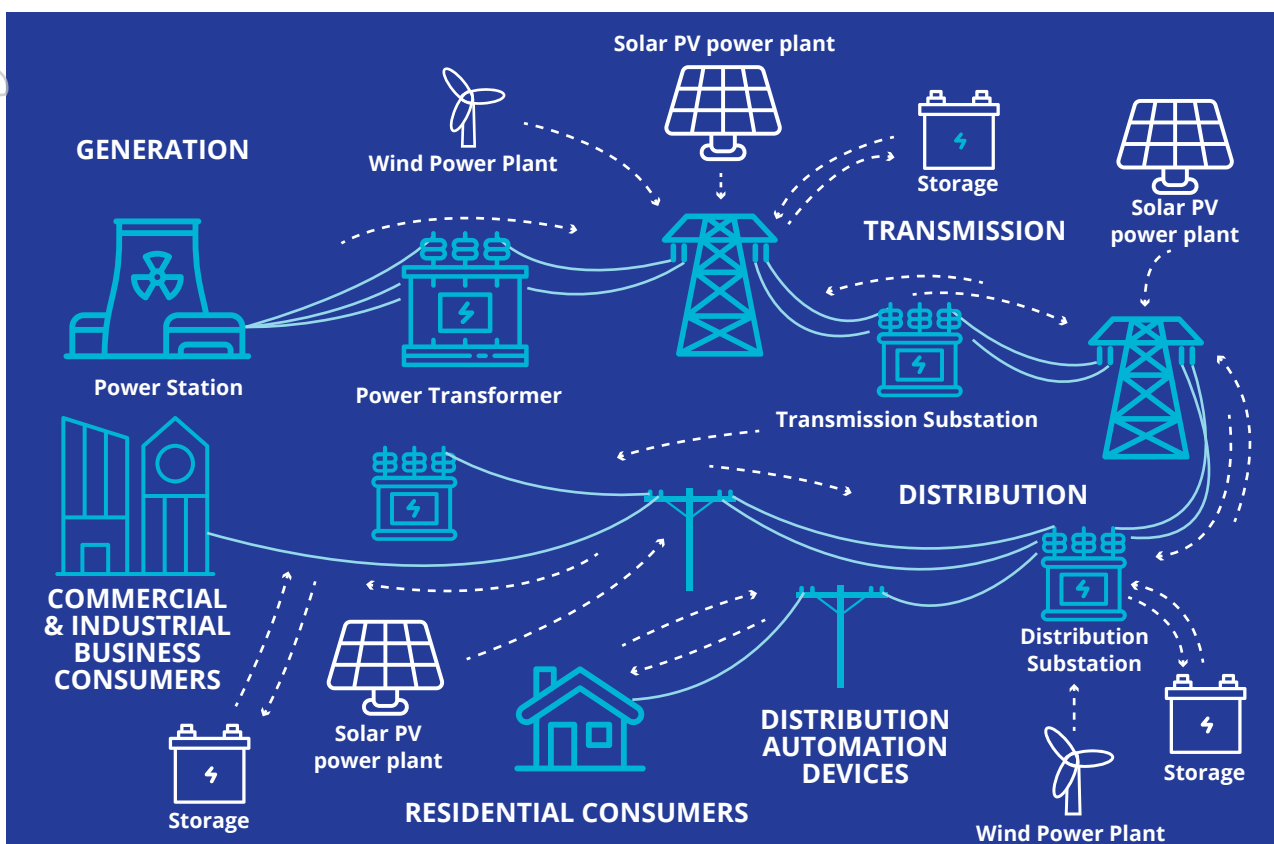 Solar PV power plant
GENERATION
Wind Power Plant
Storage
Solar PV
power plant
TRANSMISSION
Power Station
Power Transformer
Transmission Substation
DISTRIBUTION
COMMERCIAL
& INDUSTRIAL
BUSINESS
CONSUMERS
Distribution
Substation
Solar PV
power plant
DISTRIBUTION
AUTOMATION
DEVICES
Storage
Storage
RESIDENTIAL CONSUMERS
Wind Power Plant